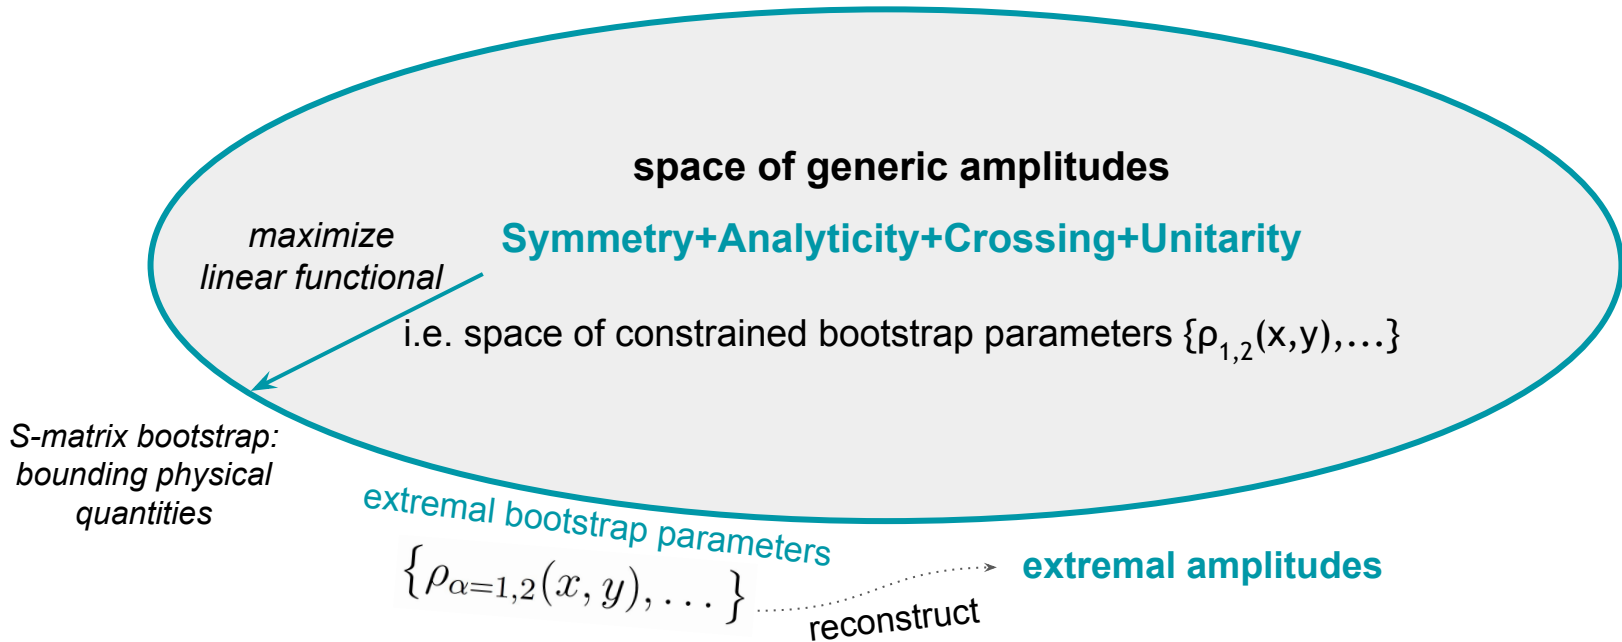 space of generic amplitudes
maximize
linear functional
Symmetry+Analyticity+Crossing+Unitarity
i.e. space of constrained bootstrap parameters {ρ₁,₂(x,y),...}
S-matrix bootstrap:
bounding physical
quantities
extremal bootstrap parameters
{ρ_{α=1,2}(x, y), . . . }
reconstruct
extremal amplitudes